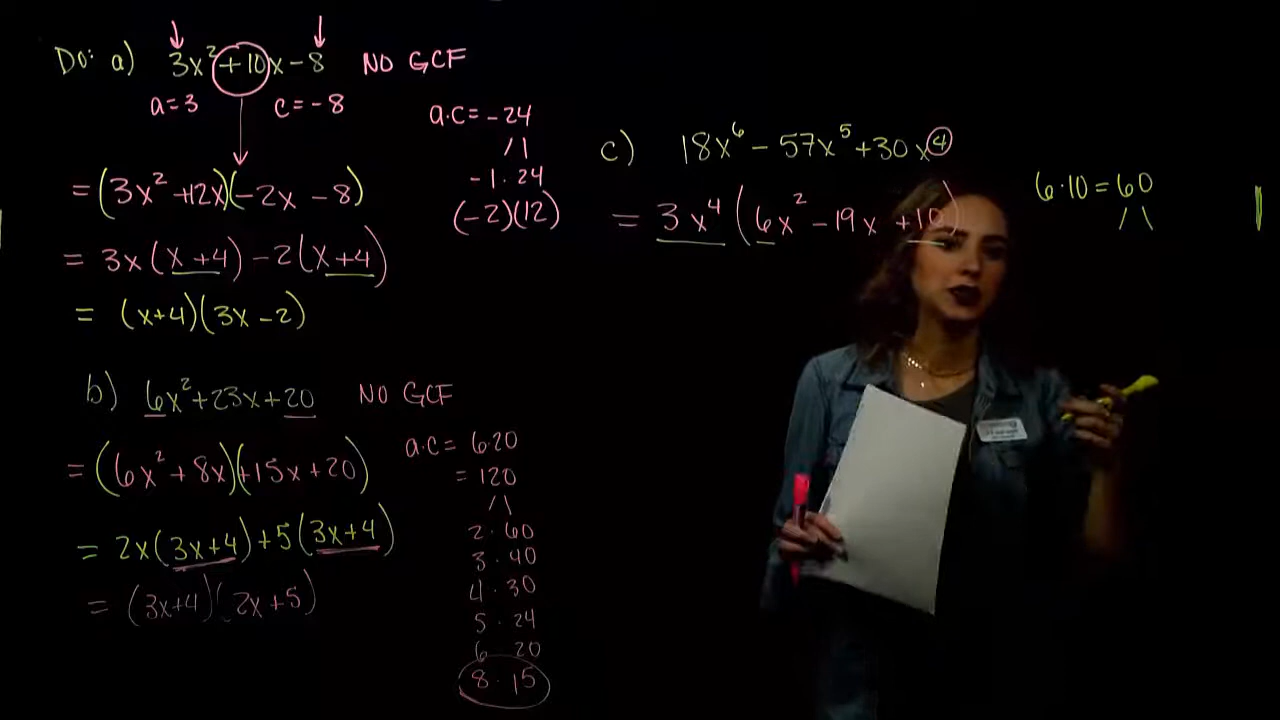 Do: a) 3x² +10x - 8 NO GCF
a=3 c=-8
a·c = -24
-1·24
(-2)(12)
= (3x² +12x)(-2x -8)
= 3x(x+4) -2(x+4)
= (x+4)(3x-2)
b) 6x² +23x+20 NO GCF
a·c = 6·20
= 120
2·60
3·40
4·30
5·24
6 20
8·15
= (6x² +8x)(+15x+20)
= 2x(3x+4)+5(3x+4)
= (3x+4)(2x+5)
c) 18x⁶ - 57x⁵ +30x⁴
= 3x⁴ (6x² -19x +10)
6·10=60